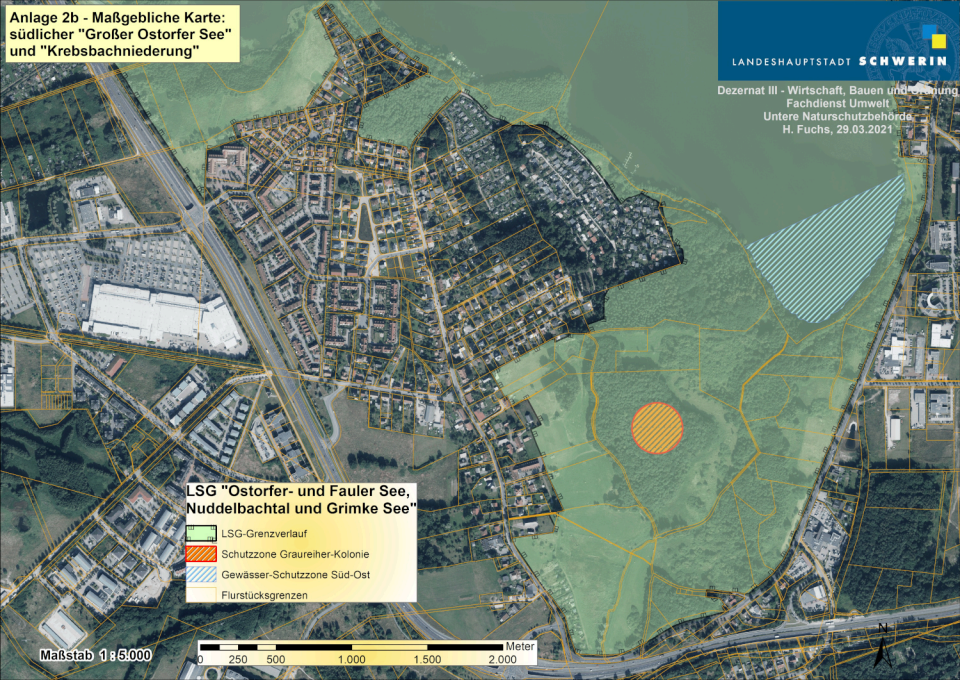 Anlage 2b - Maßgebliche Karte:
südlicher "Großer Ostorfer See"
und "Krebsbachniederung"
LANDESHAUPTSTADT SCHWERIN
Dezernat III - Wirtschaft, Bauen und Ordnung
Fachdienst Umwelt
Untere Naturschutzbehörde
H. Fuchs, 29.03.2021
LSG "Ostorfer- und Fauler See,
Nuddelbachtal und Grimke See"
LSG-Grenzverlauf
Schutzzone Graureiher-Kolonie
Gewässer-Schutzzone Süd-Ost
Flurstücksgrenzen
Maßstab 1 : 5.000
Meter
0 250 500 1.000 1.500 2.000
N